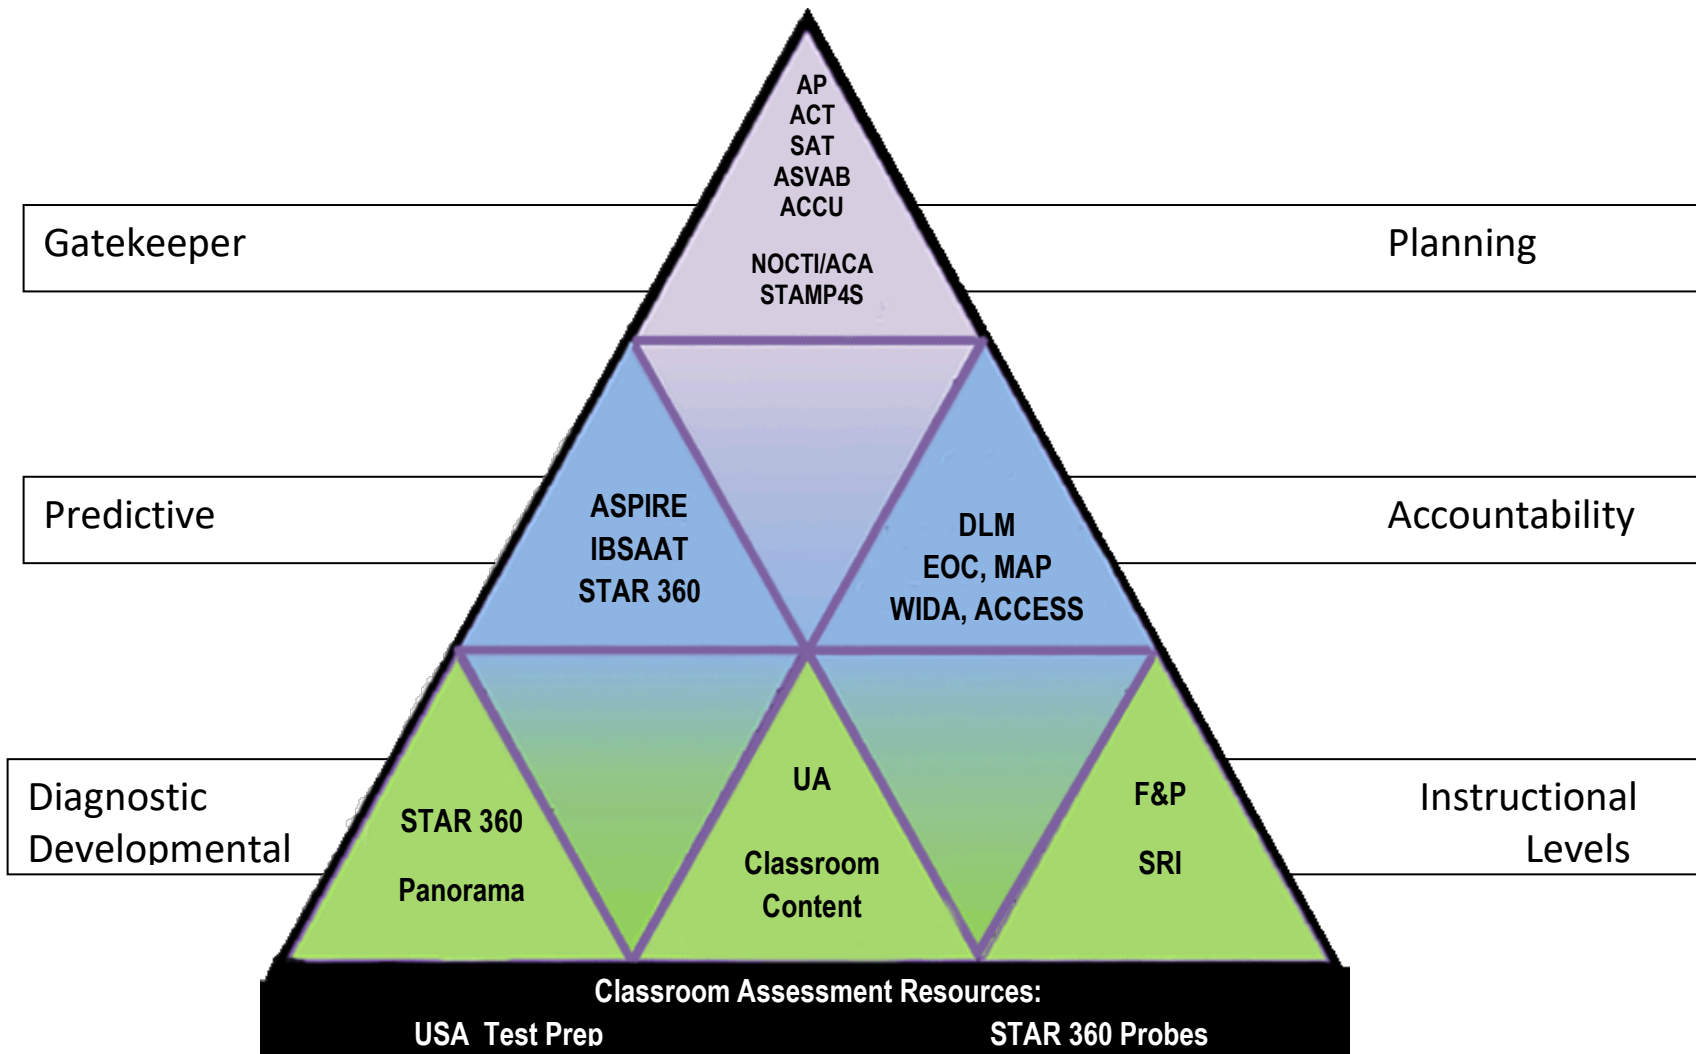 AP
ACT
SAT
ASVAB
ACCU
Gatekeeper
Planning
NOCTI/ACA
STAMP4S
Predictive
ASPIRE
IBSAAT
STAR 360
Accountability
DLM
EOC, MAP
WIDA, ACCESS
Diagnostic
Developmental
STAR 360
Panorama
UA
Classroom
Content
F&P
SRI
Instructional
Levels
Classroom Assessment Resources:
USA Test Prep
STAR 360 Probes